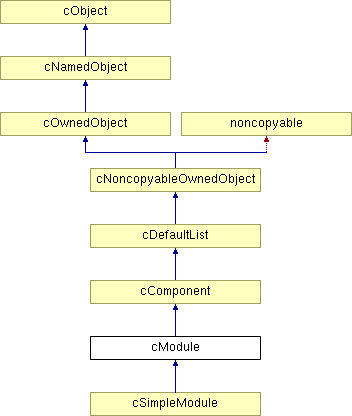 cObject
cNamedObject
cOwnedObject
noncopyable
cNoncopyableOwnedObject
cDefaultList
cComponent
cModule
cSimpleModule